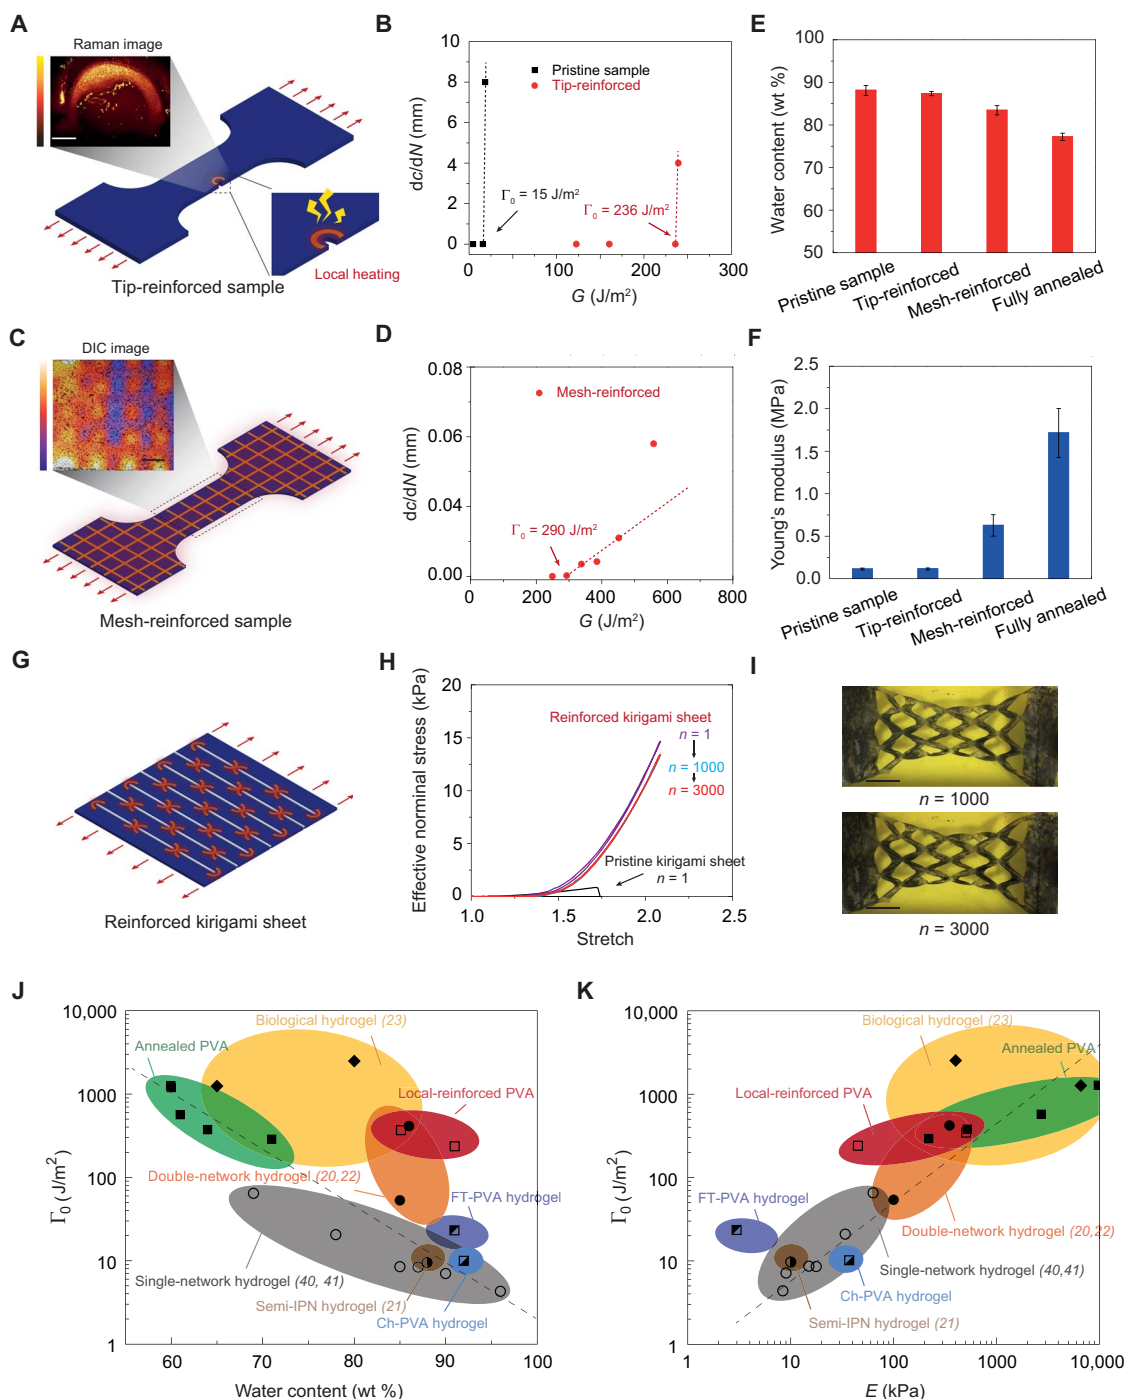 A
Raman image
Local heating
Tip-reinforced sample
B
dc/dN (mm)
10
8
6
4
2
0
Pristine sample
Tip-reinforced
Γ0 = 15 J/m2
Γ0 = 236 J/m2
0
100
200
300
G (J/m2)
E
Water content (wt %)
100
90
80
70
60
50
Pristine sample
Tip-reinforced
Mesh-reinforced
Fully annealed
C
DIC image
Mesh-reinforced sample
D
dc/dN (mm)
0.08
0.06
0.04
0.02
0.00
Mesh-reinforced
Γ0 = 290 J/m2
0
200
400
600
800
G (J/m2)
F
Young's modulus (MPa)
2.5
2.0
1.5
1.0
0.5
0
Pristine sample
Tip-reinforced
Mesh-reinforced
Fully annealed
G
Reinforced kirigami sheet
H
Effective norminal stress (kPa)
20
15
10
5
0
Reinforced kirigami sheet
n = 1
n = 1000
n = 3000
Pristine kirigami sheet
n = 1
1.0
1.5
2.0
2.5
Stretch
I
n = 1000
n = 3000
J
Γ0 (J/m2)
10,000
1000
100
10
1
Biological hydrogel (23)
Annealed PVA
Local-reinforced PVA
Double-network hydrogel (20,22)
FT-PVA hydrogel
Single-network hydrogel (40, 41)
Semi-IPN hydrogel (21)
Ch-PVA hydrogel
60
70
80
90
100
Water content (wt %)
K
Γ0 (J/m2)
10,000
1000
100
10
1
Biological hydrogel (23)
Annealed PVA
Local-reinforced PVA
FT-PVA hydrogel
Double-network hydrogel (20,22)
Single-network hydrogel (40,41)
Ch-PVA hydrogel
Semi-IPN hydrogel (21)
1
10
100
1000
10,000
E (kPa)